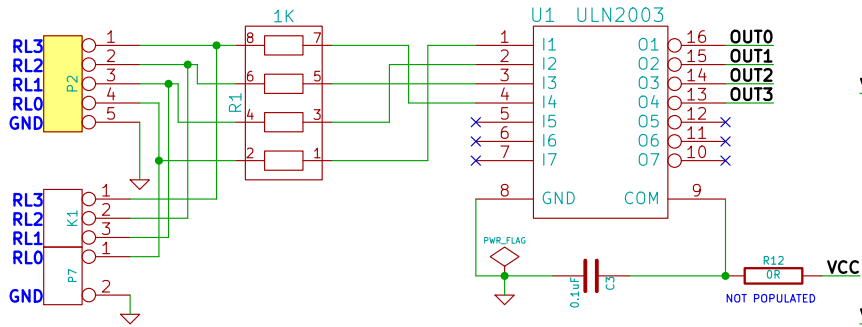 1K
U1 ULN2003
RL3 1 8 7 1 I1 O1 16 OUT0
RL2 2 2 I2 O2 15 OUT1
RL1 3 6 5 3 I3 O3 14 OUT2
RL0 4 4 I4 O4 13 OUT3
GND 5 4 3 5 I5 O5 12
P2
R1
6 I6 O6 11
2 1 7 I7 O7 10
RL3 1 8 GND COM 9
RL2 2
K1
RL1 3
RL0 1
PWR_FLAG
P7
GND 2
0.1uF
C3
R12
0R
VCC
NOT POPULATED